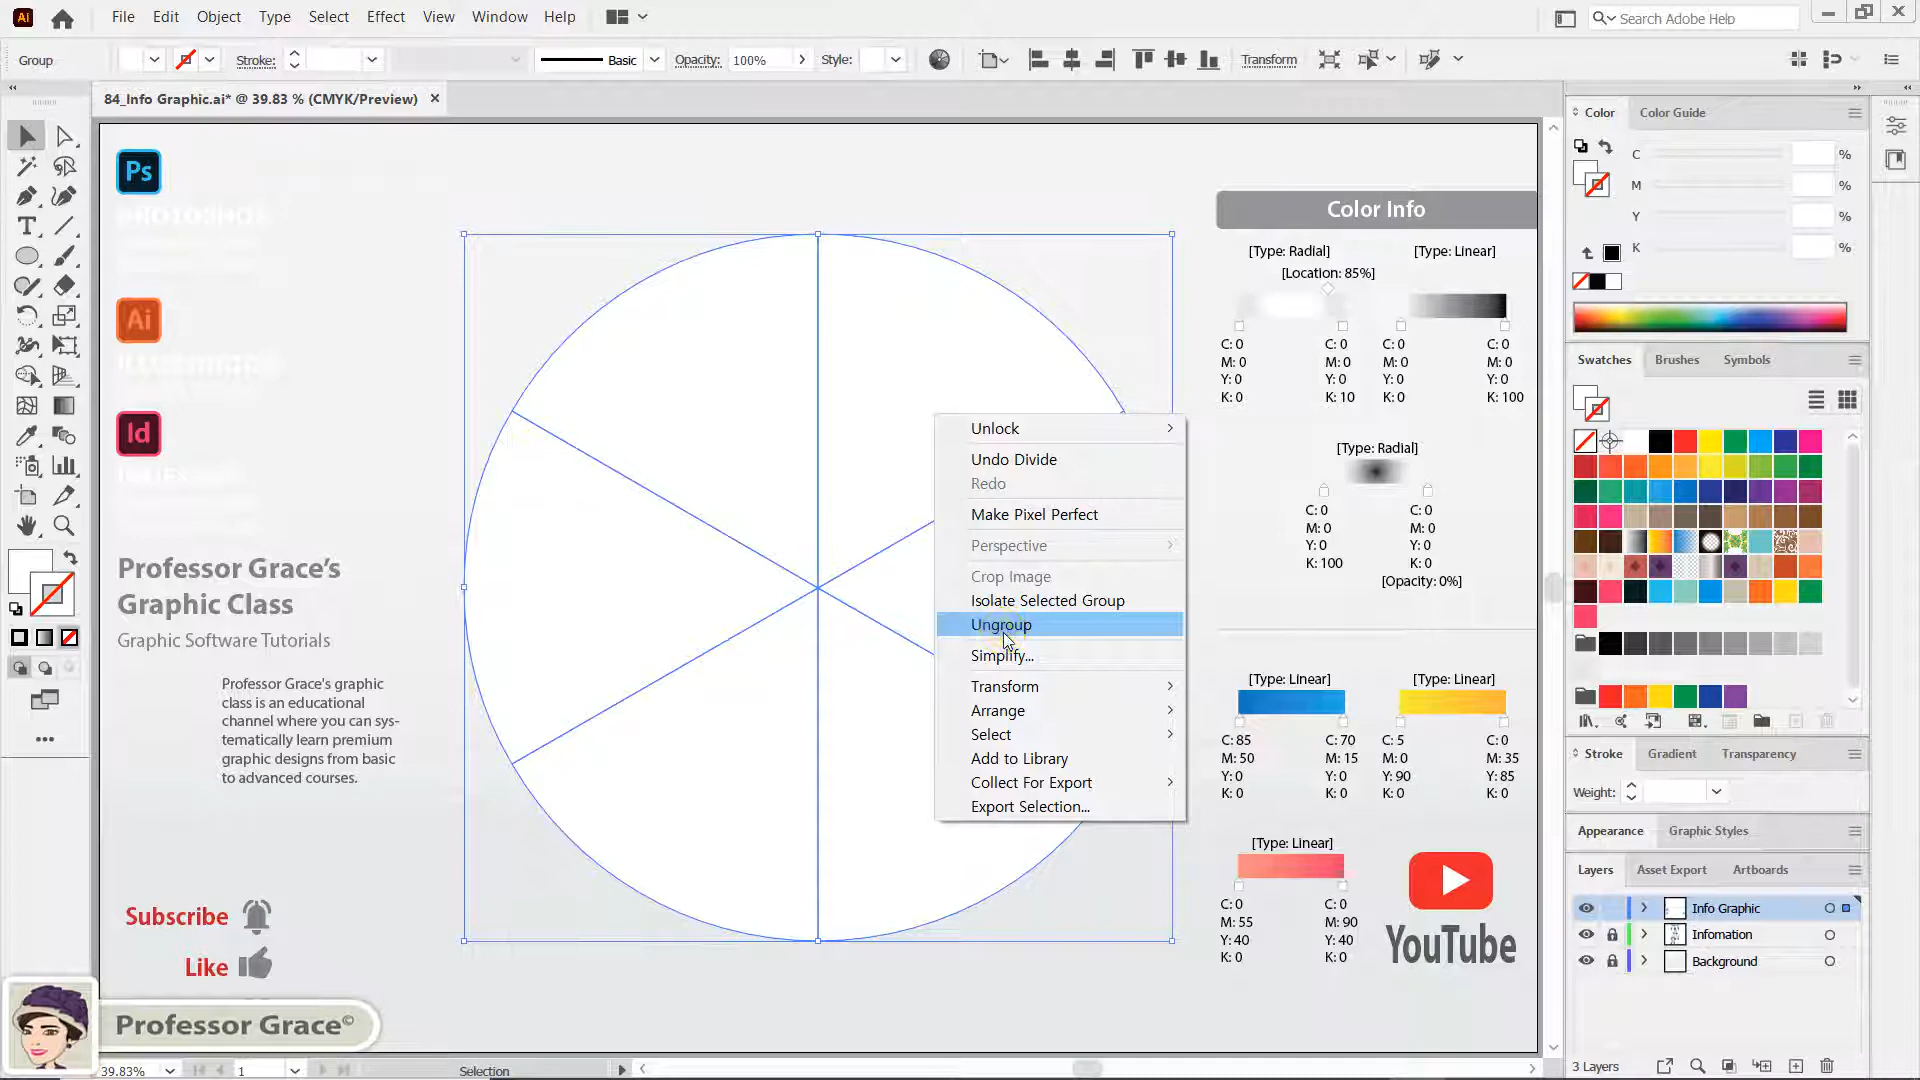 Ai File Edit Object Type Select Effect View Window Help Search Adobe Help
Group Stroke: Basic Opacity: 100% Style: Transform
84_Info Graphic.ai* @ 39.83 % (CMYK/Preview)
Ps
PHOTOSHOP
Ai
ILLUSTRATOR
Id
Professor Grace's
Graphic Class
Graphic Software Tutorials
Professor Grace's graphic
class is an educational
channel where you can sys-
tematically learn premium
graphic designs from basic
to advanced courses.
Subscribe
Like
Professor Grace©
Unlock
Undo Divide
Redo
Make Pixel Perfect
Perspective
Crop Image
Isolate Selected Group
Ungroup
Simplify...
Transform
Arrange
Select
Add to Library
Collect For Export
Export Selection...
Color Info
[Type: Radial] [Type: Linear]
[Location: 85%]
C: 0 C: 0 C: 0 C: 0
M: 0 M: 0 M: 0 M: 0
Y: 0 Y: 0 Y: 0 Y: 0
K: 0 K: 10 K: 0 K: 100
[Type: Radial]
C: 0 C: 0
M: 0 M: 0
Y: 0 Y: 0
K: 100 K: 0
[Opacity: 0%]
[Type: Linear] [Type: Linear]
C: 85 C: 70 C: 5 C: 0
M: 50 M: 15 M: 0 M: 35
Y: 0 Y: 0 Y: 90 Y: 85
K: 0 K: 0 K: 0 K: 0
[Type: Linear]
C: 0 C: 0
M: 55 M: 90
Y: 40 Y: 40
K: 0 K: 0
YouTube
Color Color Guide
C %
M %
Y %
K %
Swatches Brushes Symbols
Stroke Gradient Transparency
Weight:
Appearance Graphic Styles
Layers Asset Export Artboards
Info Graphic
Infomation
Background
3 Layers
39.83% 1 Selection